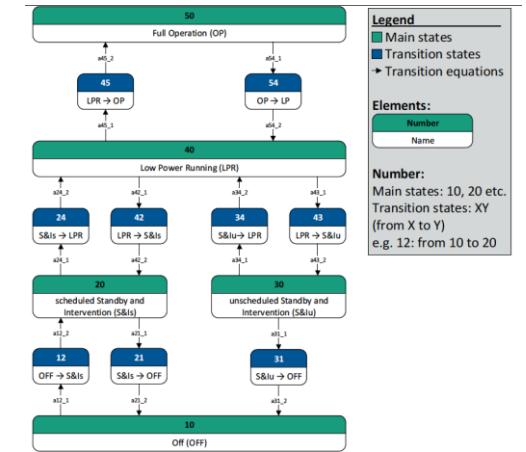 50
Full Operation (OP)
a45_2
a54_1
45
LPR → OP
54
OP → LP
a45_1
a54_2
40
Low Power Running (LPR)
a24_2
a42_1
a34_2
a43_1
24
S&Is → LPR
42
LPR → S&Is
34
S&Iu → LPR
43
LPR → S&Iu
a24_1
a42_2
a34_1
a43_2
20
scheduled Standby and
Intervention (S&Is)
30
unscheduled Standby and
Intervention (S&Iu)
a12_2
a21_1
a31_1
12
OFF → S&Is
21
S&Is → OFF
31
S&Iu → OFF
a12_1
a21_2
a31_2
10
Off (OFF)
Legend
Main states
Transition states
Transition equations
Elements:
Number
Name
Number:
Main states: 10, 20 etc.
Transition states: XY
(from X to Y)
e.g. 12: from 10 to 20